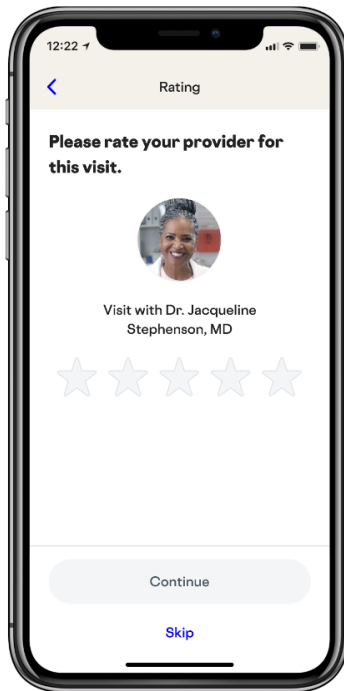 12:22
Rating
Please rate your provider for
this visit.
Visit with Dr. Jacqueline
Stephenson, MD
Continue
Skip